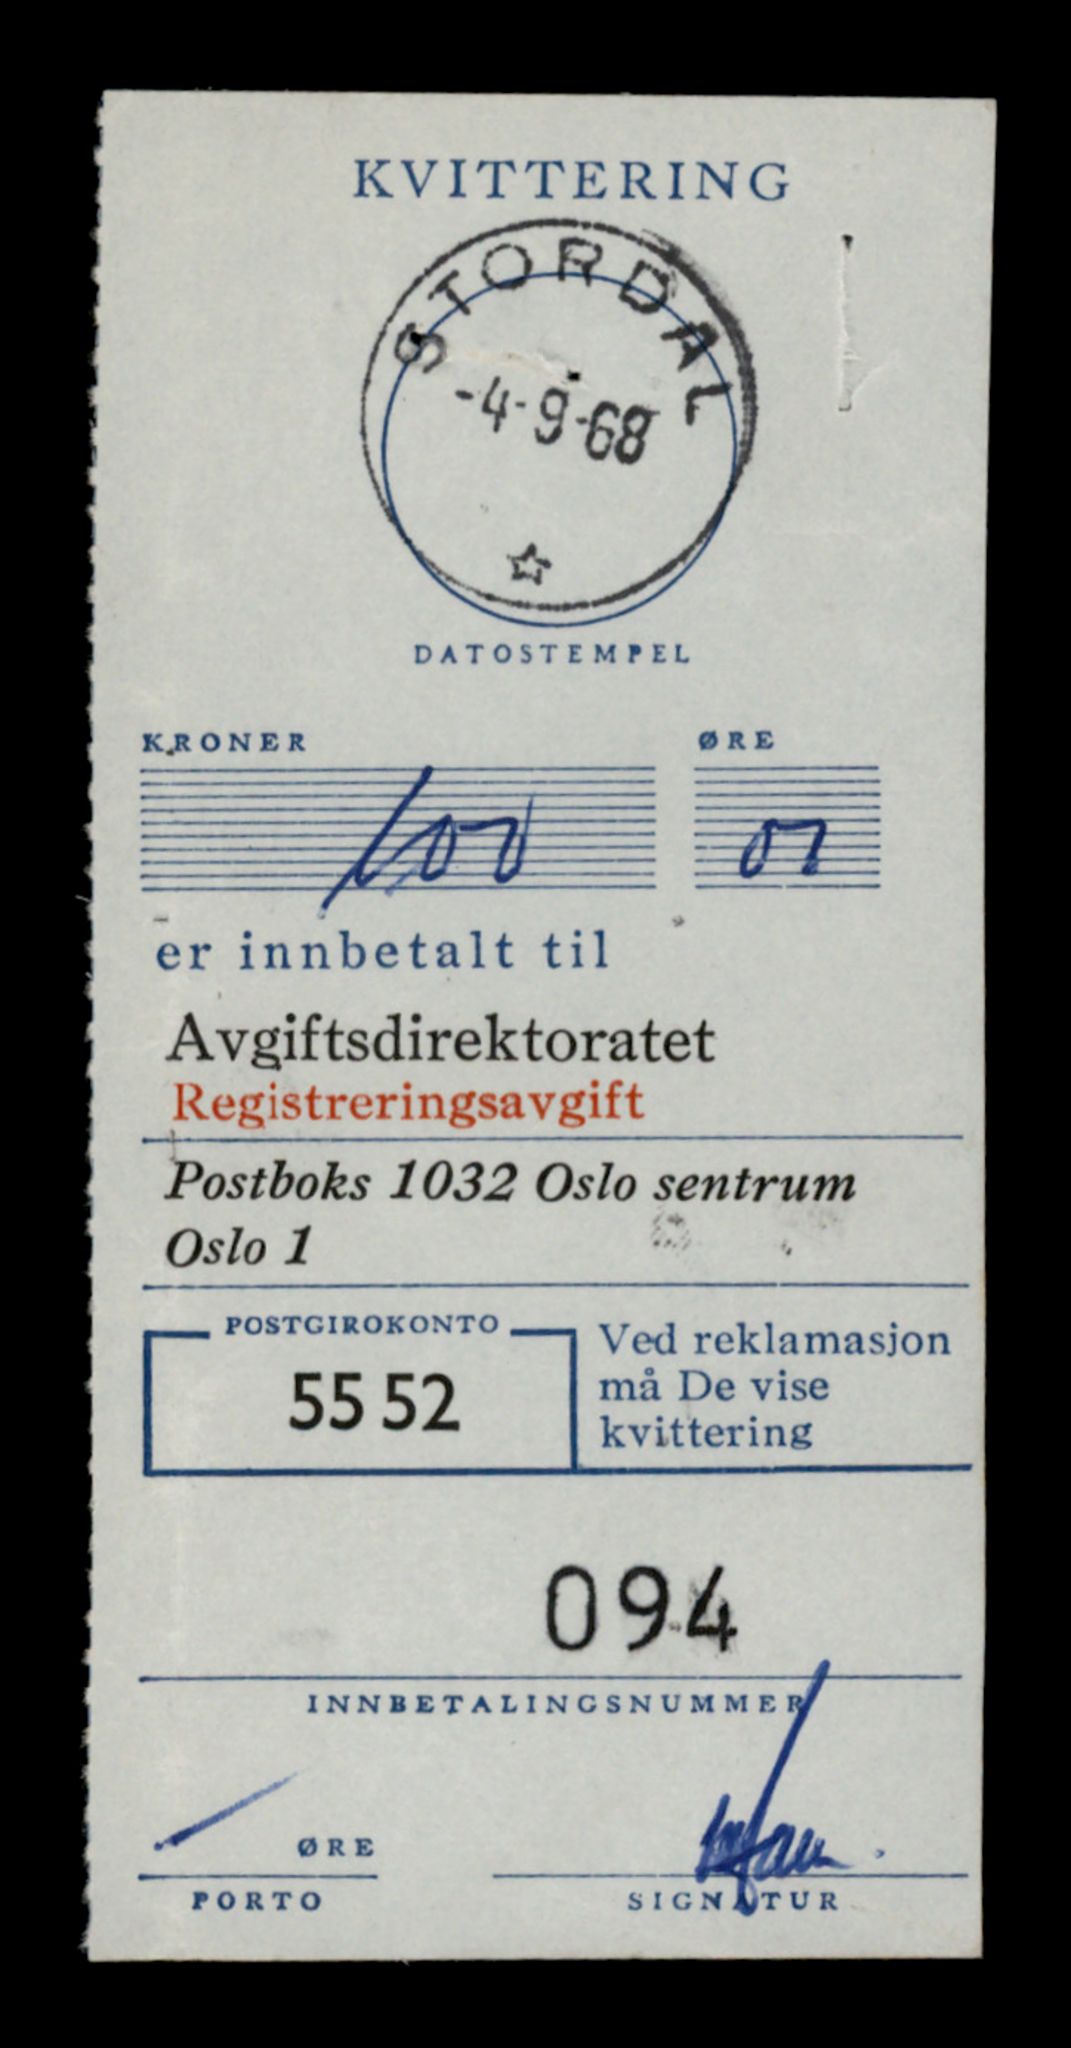 KVITTERING
STORDAL
-4-9-68
DATOSTEMPEL
KRONER ØRE
100 00
er innbetalt til
Avgiftsdirektoratet
Registreringsavgift
Postboks 1032 Oslo sentrum
Oslo 1
POSTGIROKONTO
55 52
Ved reklamasjon
må De vise
kvittering
094
INNBETALINGSNUMMER
ØRE
PORTO
SIGNATUR